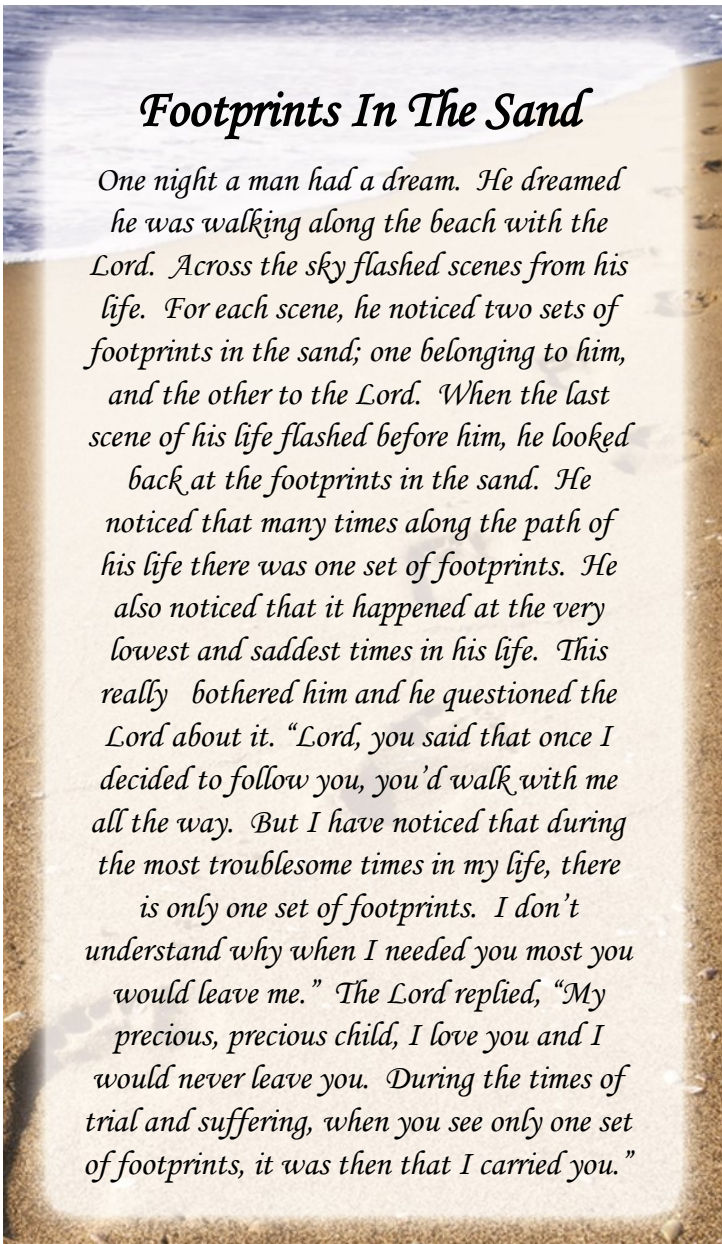 Footprints In The Sand
One night a man had a dream.  He dreamed
he was walking along the beach with the
Lord.  Across the sky flashed scenes from his
life.  For each scene, he noticed two sets of
footprints in the sand; one belonging to him,
and the other to the Lord.  When the last
scene of his life flashed before him, he looked
back at the footprints in the sand.  He
noticed that many times along the path of
his life there was one set of footprints.  He
also noticed that it happened at the very
lowest and saddest times in his life.  This
really   bothered him and he questioned the
Lord about it. “Lord, you said that once I
decided to follow you, you’d walk with me
all the way.  But I have noticed that during
the most troublesome times in my life, there
is only one set of footprints.  I don’t
understand why when I needed you most you
would leave me.”  The Lord replied, “My
precious, precious child, I love you and I
would never leave you.  During the times of
trial and suffering, when you see only one set
of footprints, it was then that I carried you.”